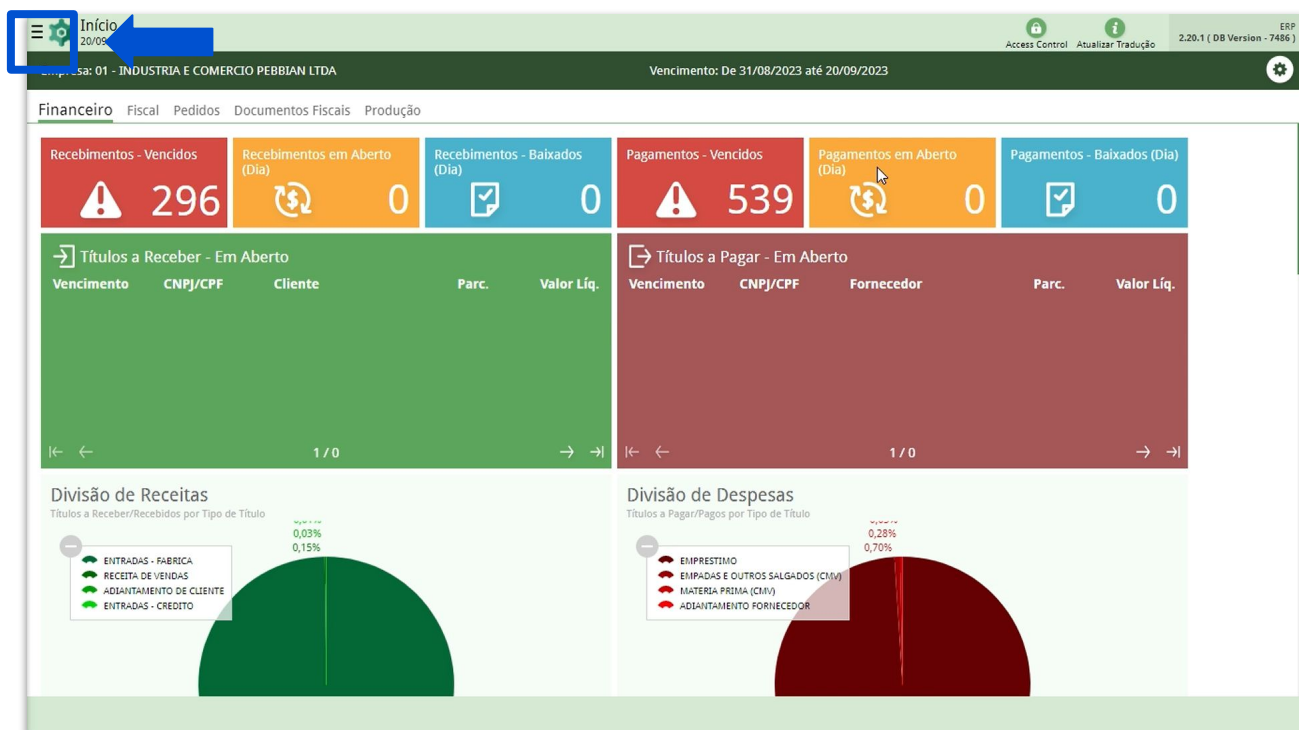 Início
20/09
Access Control
Atualizar Tradução
ERP
2.20.1 ( DB Version - 7486 )
Empresa: 01 - INDUSTRIA E COMERCIO PEBBIAN LTDA
Vencimento: De 31/08/2023 até 20/09/2023
Financeiro Fiscal Pedidos Documentos Fiscais Produção
Recebimentos - Vencidos
296
Recebimentos em Aberto
(Dia)
0
Recebimentos - Baixados
(Dia)
0
Pagamentos - Vencidos
539
Pagamentos em Aberto
(Dia)
0
Pagamentos - Baixados (Dia)
0
Títulos a Receber - Em Aberto
Vencimento CNPJ/CPF Cliente Parc. Valor Líq.
1 / 0
Títulos a Pagar - Em Aberto
Vencimento CNPJ/CPF Fornecedor Parc. Valor Líq.
1 / 0
Divisão de Receitas
Títulos a Receber/Recebidos por Tipo de Título
0,03%
0,15%
ENTRADAS - FABRICA
RECEITA DE VENDAS
ADIANTAMENTO DE CLIENTE
ENTRADAS - CREDITO
Divisão de Despesas
Títulos a Pagar/Pagos por Tipo de Título
0,28%
0,70%
EMPRESTIMO
EMPADAS E OUTROS SALGADOS (CMV)
MATERIA PRIMA (CMV)
ADIANTAMENTO FORNECEDOR